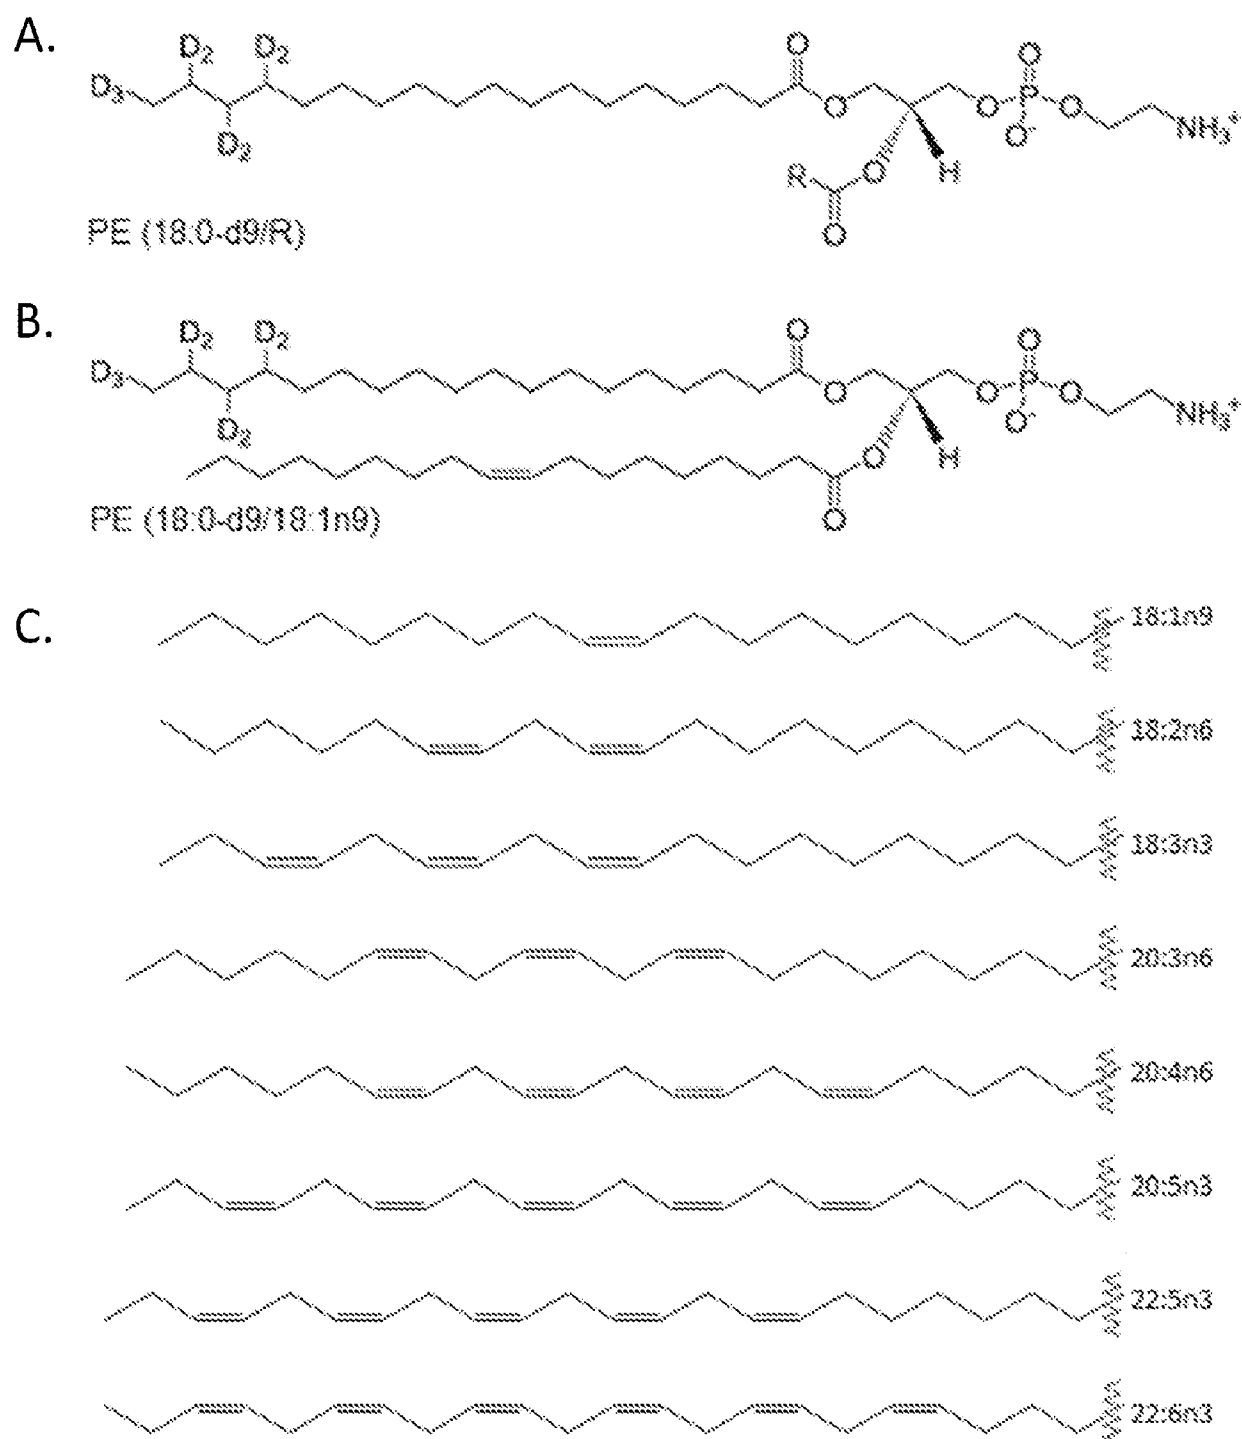 A.
D2 D2
D3
D2
O
O
O
P
O
O
O-
NH3+
R
O
H
O
PE (18:0-d9/R)
B.
D2 D2
D3
D2
O
O
O
P
O
O
O-
NH3+
O
H
O
PE (18:0-d9/18:1n9)
C.
18:1n9
18:2n6
18:3n3
20:3n6
20:4n6
20:5n3
22:5n3
22:6n3